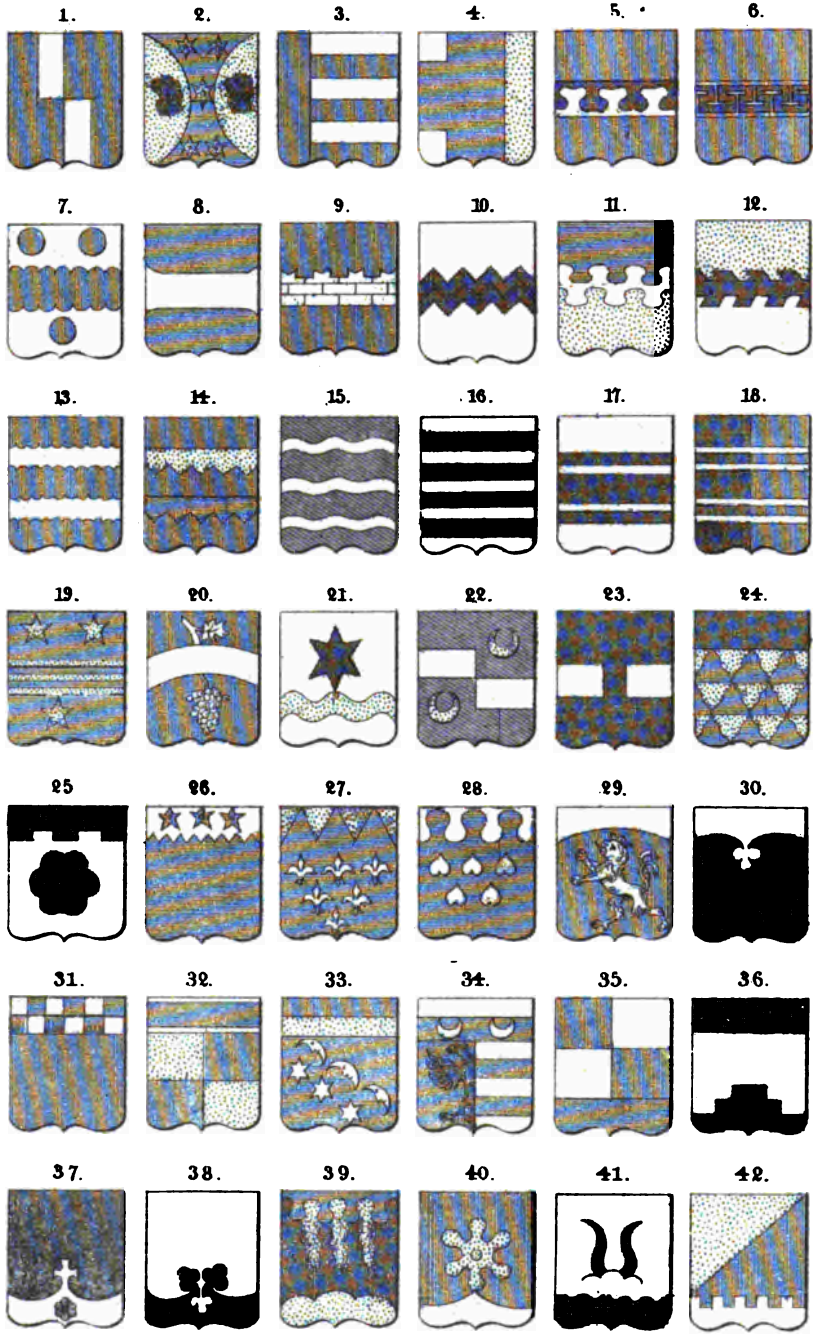 1. 2. 3. 4. 5. 6.
7. 8. 9. 10. 11. 12.
13. 14. 15. 16. 17. 18.
19. 20. 21. 22. 23. 24.
25 26. 27. 28. 29. 30.
31. 32. 33. 34. 35. 36.
37. 38. 39. 40. 41. 42.